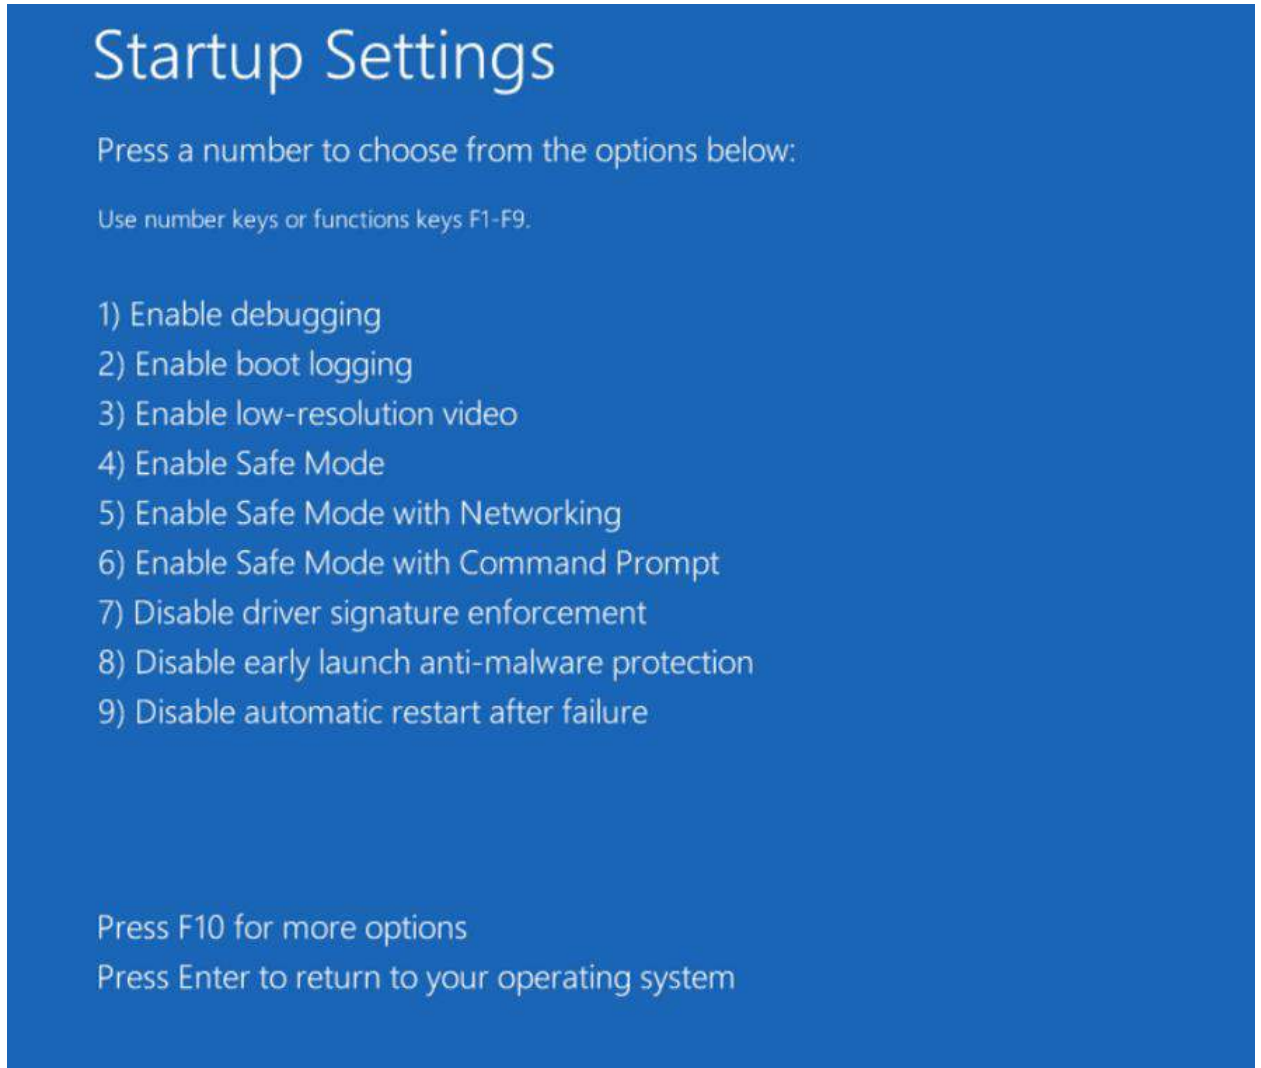 Startup Settings
Press a number to choose from the options below:
Use number keys or functions keys F1-F9.
1) Enable debugging
2) Enable boot logging
3) Enable low-resolution video
4) Enable Safe Mode
5) Enable Safe Mode with Networking
6) Enable Safe Mode with Command Prompt
7) Disable driver signature enforcement
8) Disable early launch anti-malware protection
9) Disable automatic restart after failure
Press F10 for more options
Press Enter to return to your operating system